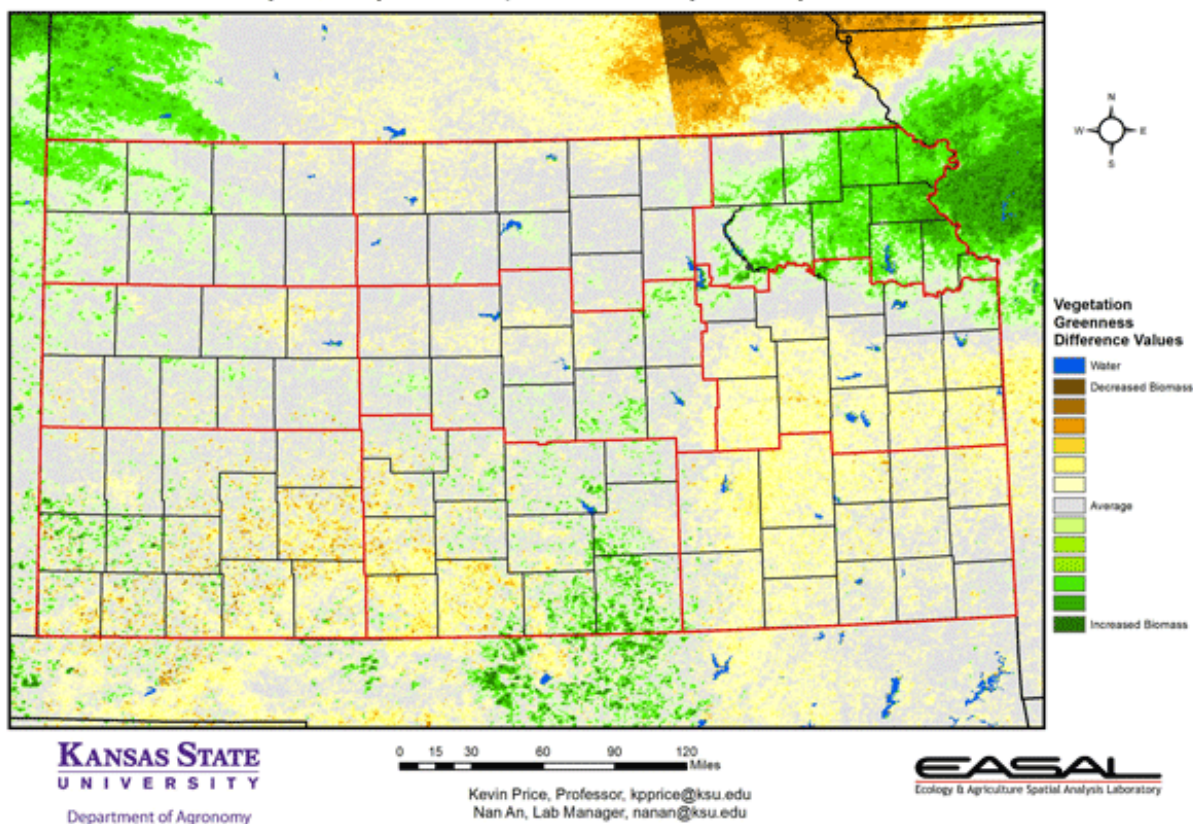 N
W E
S
Vegetation
Greenness
Difference Values
Water
Decreased Biomass
Average
Increased Biomass
KANSAS STATE
UNIVERSITY
Department of Agronomy
0 15 30 60 90 120
Miles
Kevin Price, Professor, kpprice@ksu.edu
Nan An, Lab Manager, nanan@ksu.edu
EASAL
Ecology & Agriculture Spatial Analysis Laboratory